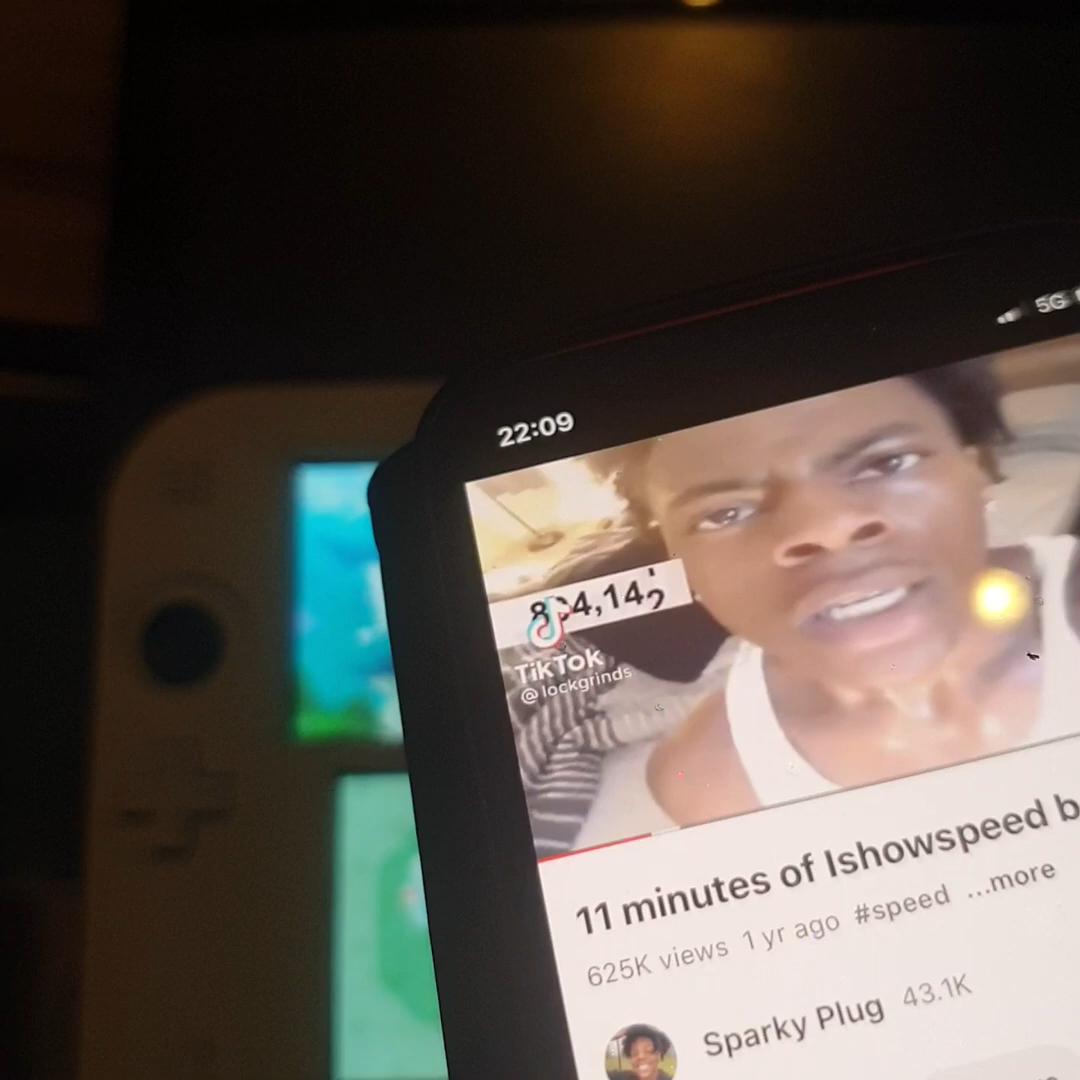 22:09
5G
TikTok
@lockgrinds
11 minutes of Ishowspeed b
625K views 1 yr ago #speed ...more
Sparky Plug 43.1K